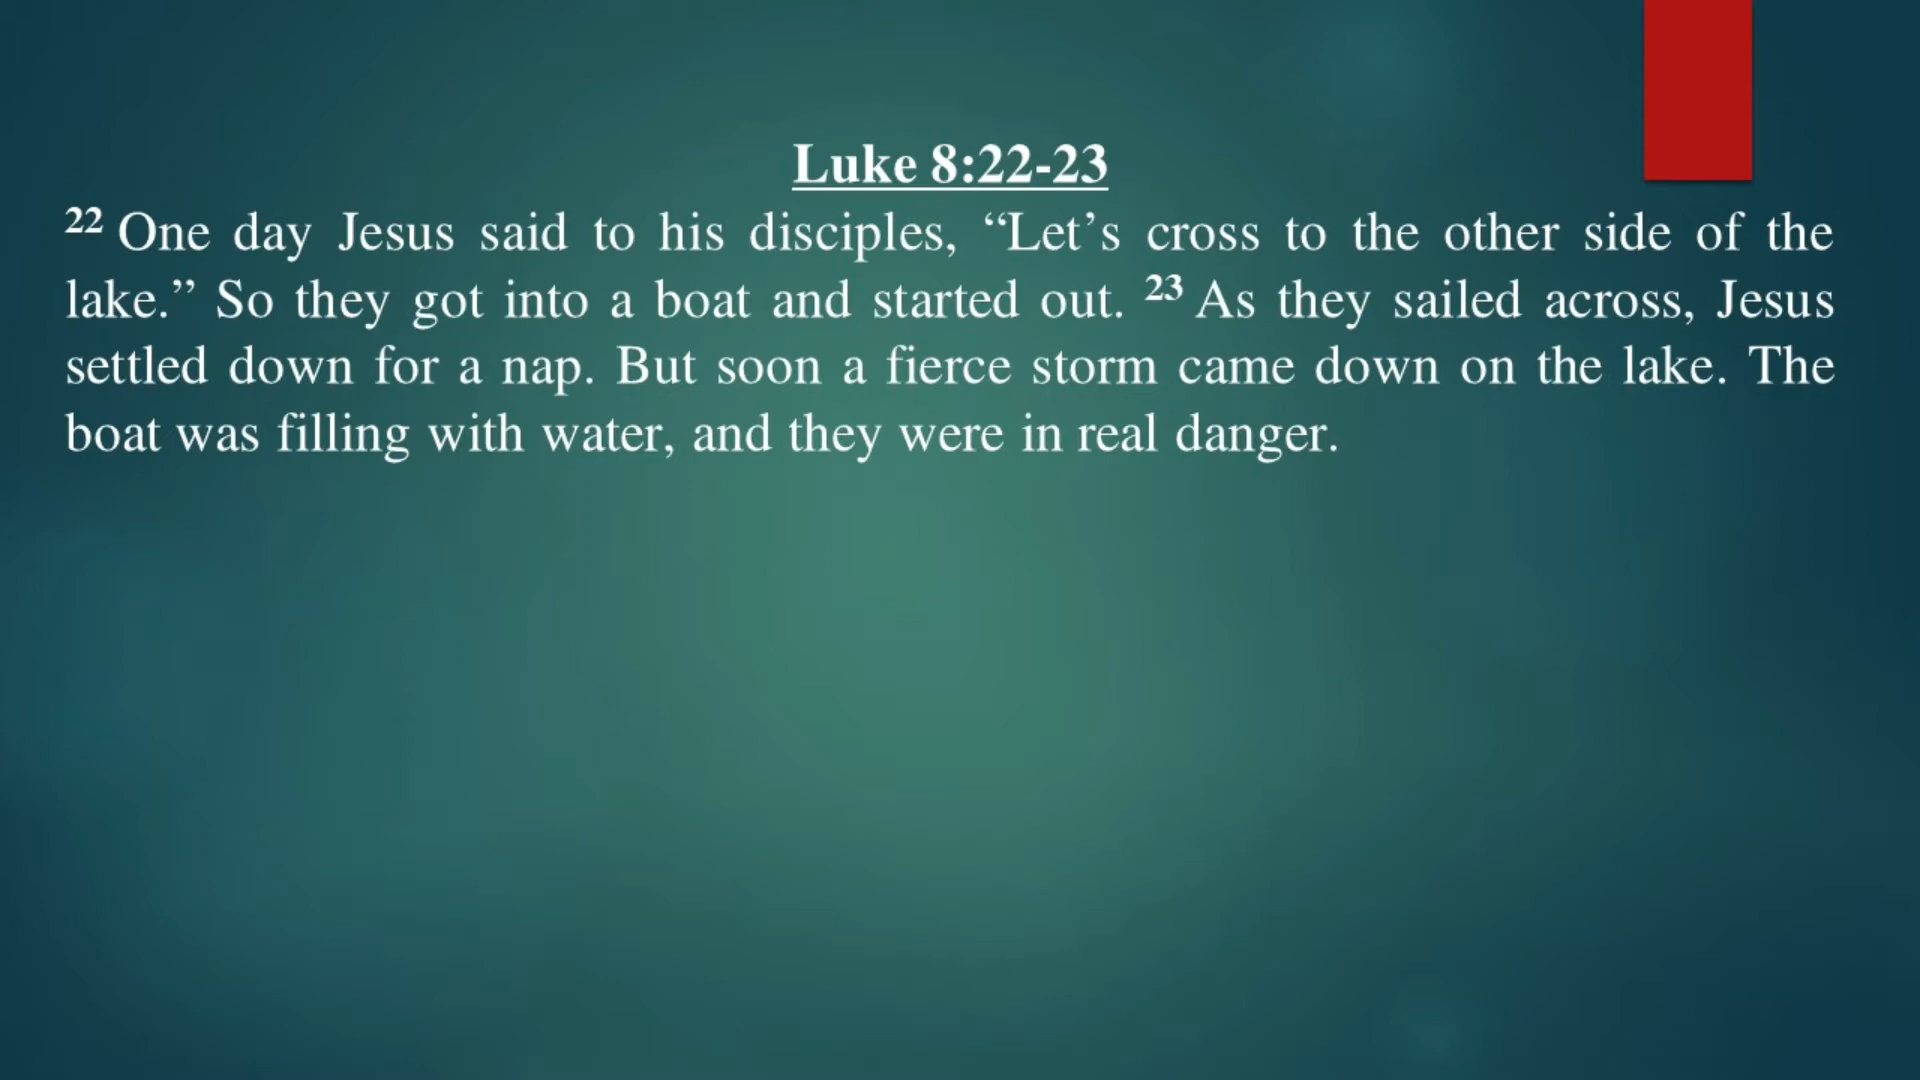 Luke 8:22-23
22 One day Jesus said to his disciples, “Let’s cross to the other side of the
lake.” So they got into a boat and started out. 23 As they sailed across, Jesus
settled down for a nap. But soon a fierce storm came down on the lake. The
boat was filling with water, and they were in real danger.